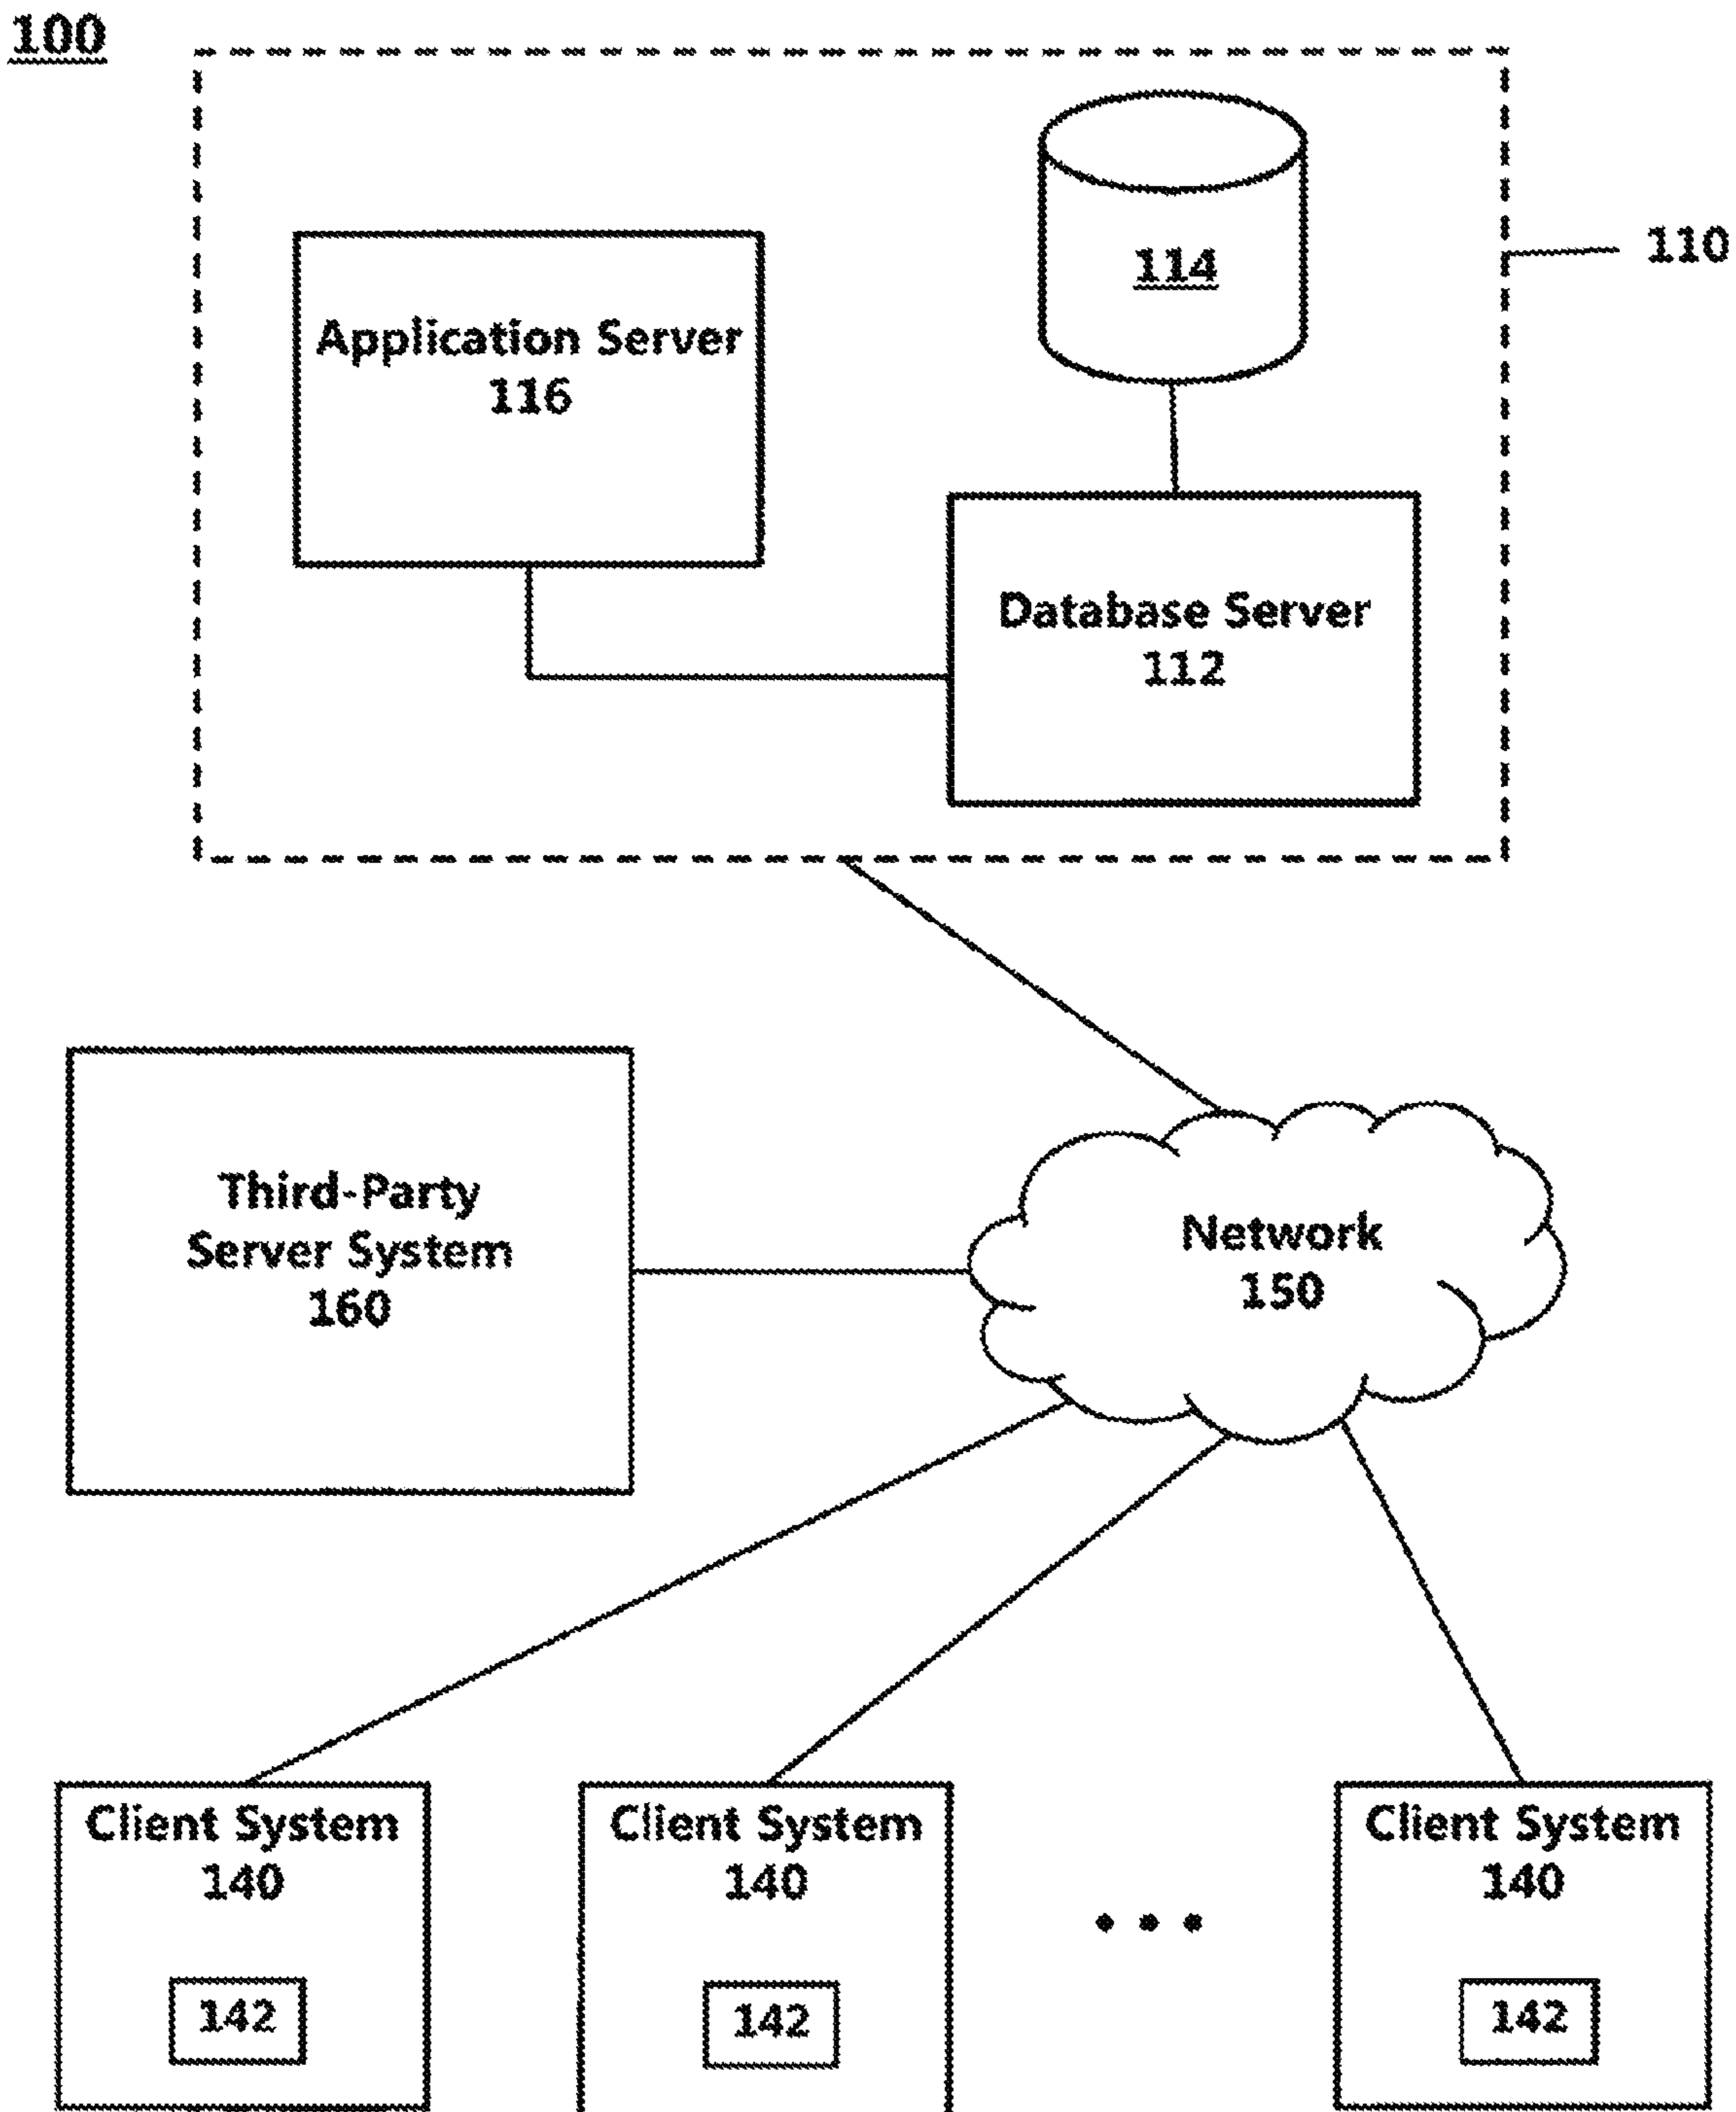 100
114
110
Application Server
116
Database Server
112
Third-Party
Server System
160
Network
150
Client System
140
142
Client System
140
142
...
Client System
140
142